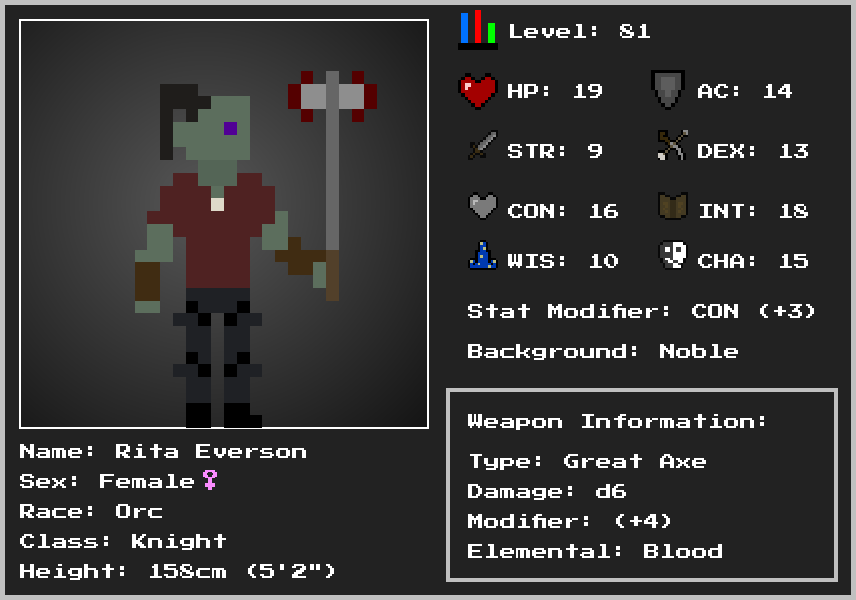 Level: 81
HP: 19 AC: 14
STR: 9 DEX: 13
CON: 16 INT: 18
WIS: 10 CHA: 15
Stat Modifier: CON (+3)
Background: Noble
Weapon Information:
Type: Great Axe
Damage: d6
Modifier: (+4)
Elemental: Blood
Name: Rita Everson
Sex: Female♀
Race: Orc
Class: Knight
Height: 158cm (5'2")